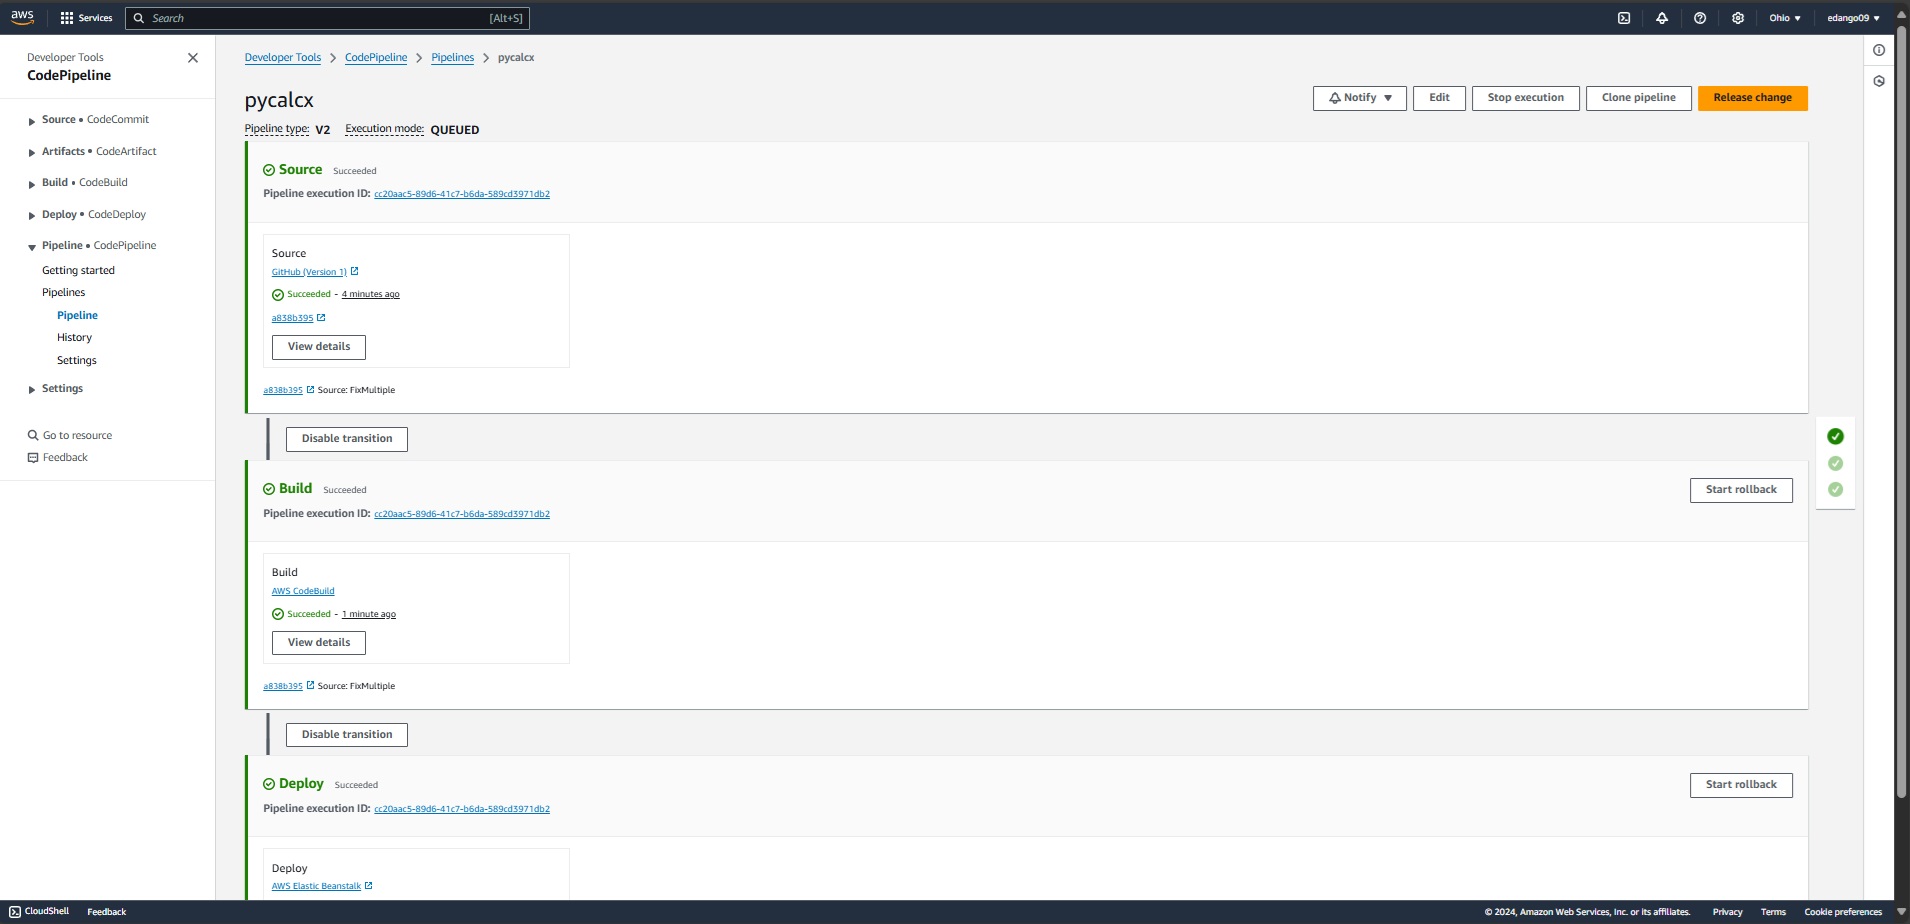 aws Services Search [Alt+S] Ohio edango09
Developer Tools
CodePipeline
Source • CodeCommit
Artifacts • CodeArtifact
Build • CodeBuild
Deploy • CodeDeploy
Pipeline • CodePipeline
Getting started
Pipelines
Pipeline
History
Settings
Settings
Go to resource
Feedback
Developer Tools > CodePipeline > Pipelines > pycalcx
pycalcx
Notify Edit Stop execution Clone pipeline Release change
Pipeline type: V2 Execution mode: QUEUED
Source Succeeded
Pipeline execution ID: cc20aac5-89d6-41c7-b6da-589cd3971db2
Source
GitHub (Version 1)
Succeeded - 4 minutes ago
a838b395
View details
a838b395 Source: FixMultiple
Disable transition
Build Succeeded
Start rollback
Pipeline execution ID: cc20aac5-89d6-41c7-b6da-589cd3971db2
Build
AWS CodeBuild
Succeeded - 1 minute ago
View details
a838b395 Source: FixMultiple
Disable transition
Deploy Succeeded
Start rollback
Pipeline execution ID: cc20aac5-89d6-41c7-b6da-589cd3971db2
Deploy
AWS Elastic Beanstalk
CloudShell Feedback © 2024, Amazon Web Services, Inc. or its affiliates. Privacy Terms Cookie preferences